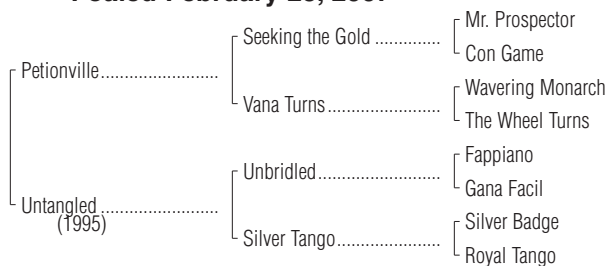 Foaled February
Mr. Prospector
Seeking the Gold ..............
Con Game
Petionville.........................
Wavering Monarch
Vana Turns........................
The Wheel Turns
Fappiano
Unbridled..........................
Gana Facil
Untangled.........................
(1995)
Silver Badge
Silver Tango......................
Royal Tango